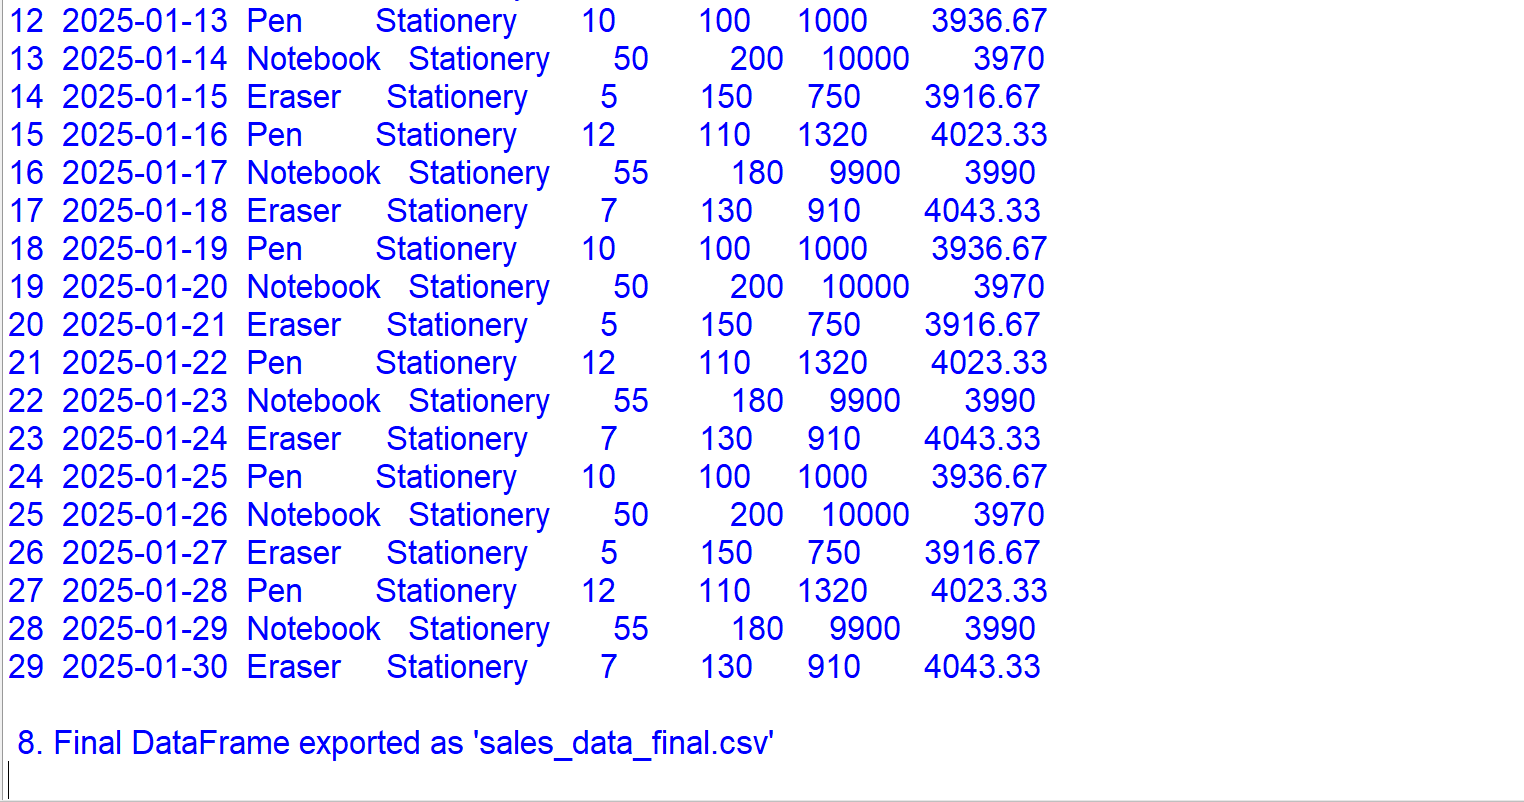 12 2025-01-13 Pen Stationery 10 100 1000 3936.67
13 2025-01-14 Notebook Stationery 50 200 10000 3970
14 2025-01-15 Eraser Stationery 5 150 750 3916.67
15 2025-01-16 Pen Stationery 12 110 1320 4023.33
16 2025-01-17 Notebook Stationery 55 180 9900 3990
17 2025-01-18 Eraser Stationery 7 130 910 4043.33
18 2025-01-19 Pen Stationery 10 100 1000 3936.67
19 2025-01-20 Notebook Stationery 50 200 10000 3970
20 2025-01-21 Eraser Stationery 5 150 750 3916.67
21 2025-01-22 Pen Stationery 12 110 1320 4023.33
22 2025-01-23 Notebook Stationery 55 180 9900 3990
23 2025-01-24 Eraser Stationery 7 130 910 4043.33
24 2025-01-25 Pen Stationery 10 100 1000 3936.67
25 2025-01-26 Notebook Stationery 50 200 10000 3970
26 2025-01-27 Eraser Stationery 5 150 750 3916.67
27 2025-01-28 Pen Stationery 12 110 1320 4023.33
28 2025-01-29 Notebook Stationery 55 180 9900 3990
29 2025-01-30 Eraser Stationery 7 130 910 4043.33
8. Final DataFrame exported as 'sales_data_final.csv'